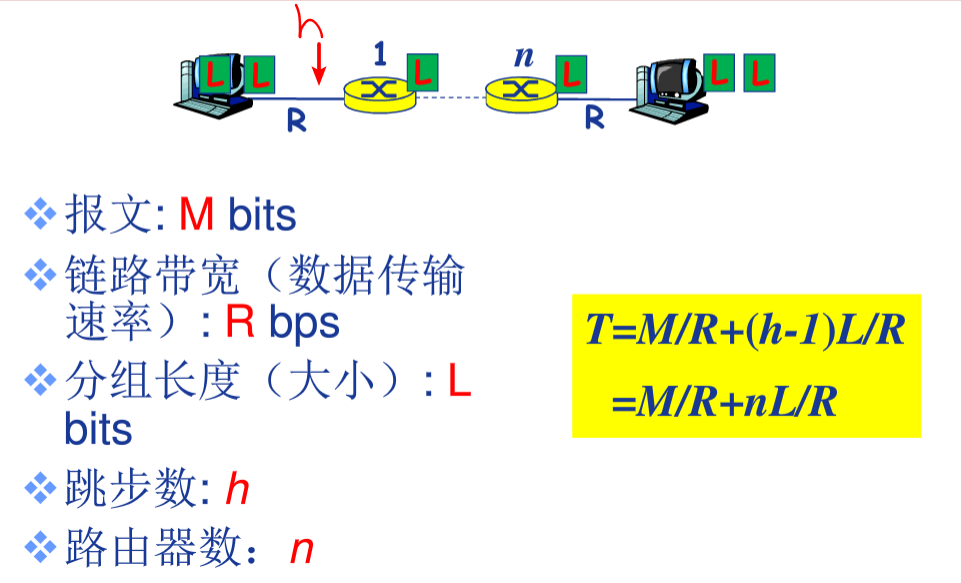 h
1 n
L L L L L L
R R
报文: M bits
链路带宽（数据传输
速率）: R bps
分组长度（大小）: L
bits
跳步数: h
路由器数： n
T=M/R+(h-1)L/R
=M/R+nL/R